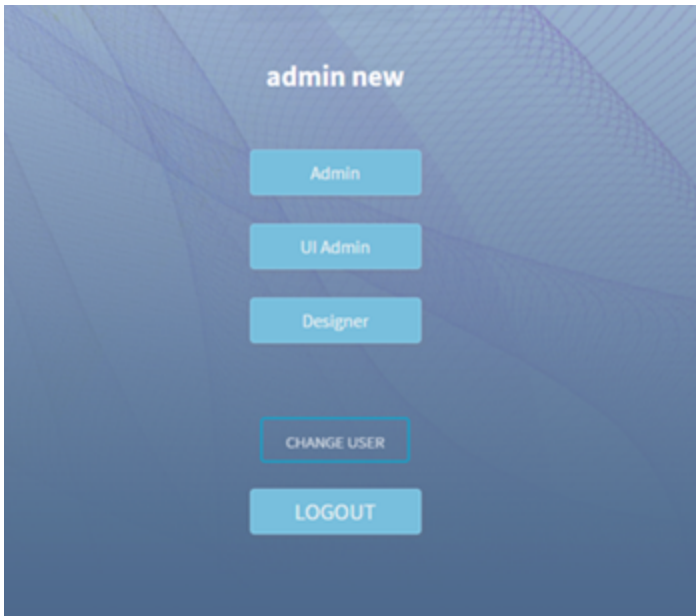 admin new
Admin
UI Admin
Designer
CHANGE USER
LOGOUT